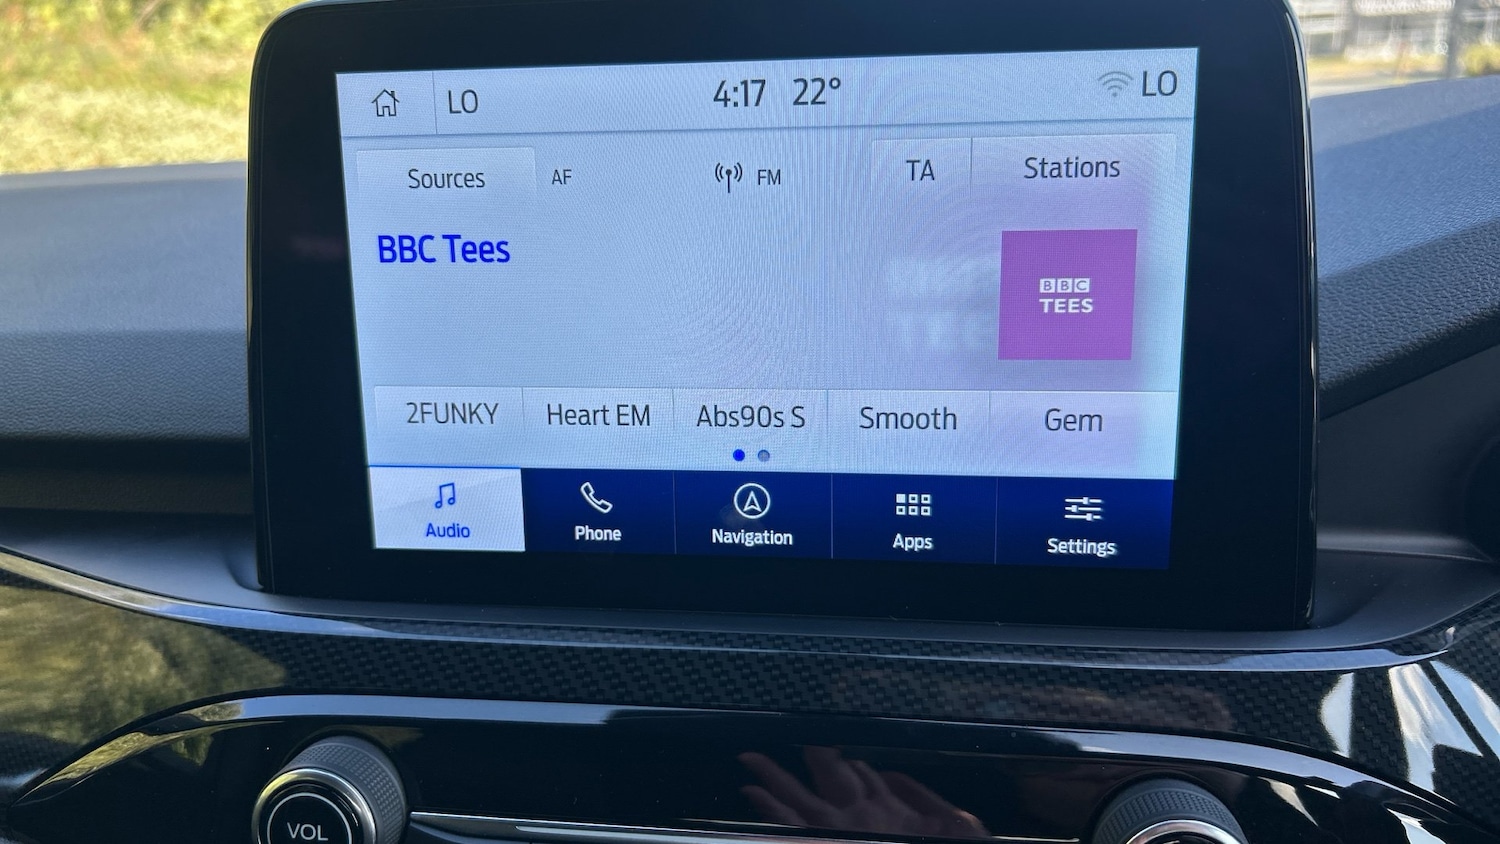 LO
4:17 22°
LO
Sources
AF
FM
TA
Stations
BBC Tees
BBC
TEES
2FUNKY
Heart EM
Abs90s S
Smooth
Gem
Audio
Phone
Navigation
Apps
Settings
VOL